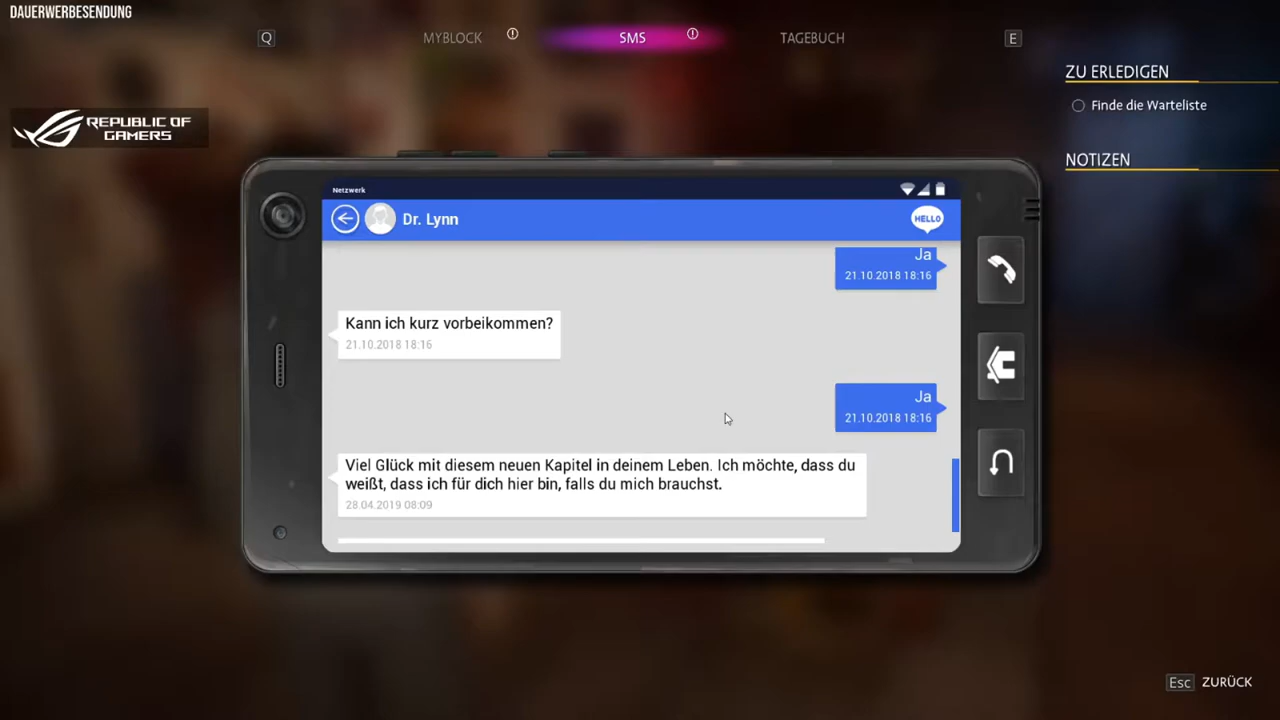 DAUERWERBESENDUNG
Q
MYBLOCK
SMS
TAGEBUCH
E
ZU ERLEDIGEN
Finde die Warteliste
NOTIZEN
REPUBLIC OF
GAMERS
Netzwerk
Dr. Lynn
HELLO
Ja
21.10.2018 18:16
Kann ich kurz vorbeikommen?
21.10.2018 18:16
Ja
21.10.2018 18:16
Viel Glück mit diesem neuen Kapitel in deinem Leben. Ich möchte, dass du
weißt, dass ich für dich hier bin, falls du mich brauchst.
28.04.2019 08:09
Esc ZURÜCK